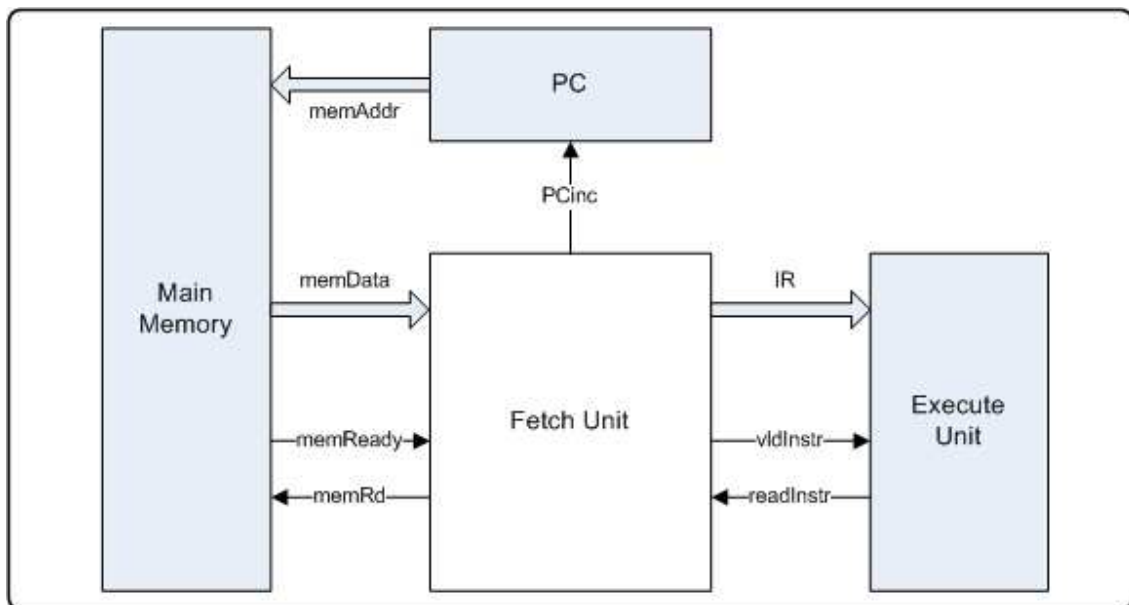 PC
memAddr
PCinc
Main
Memory
memData
IR
Fetch Unit
Execute
Unit
memReady
vldInstr
memRd
readInstr